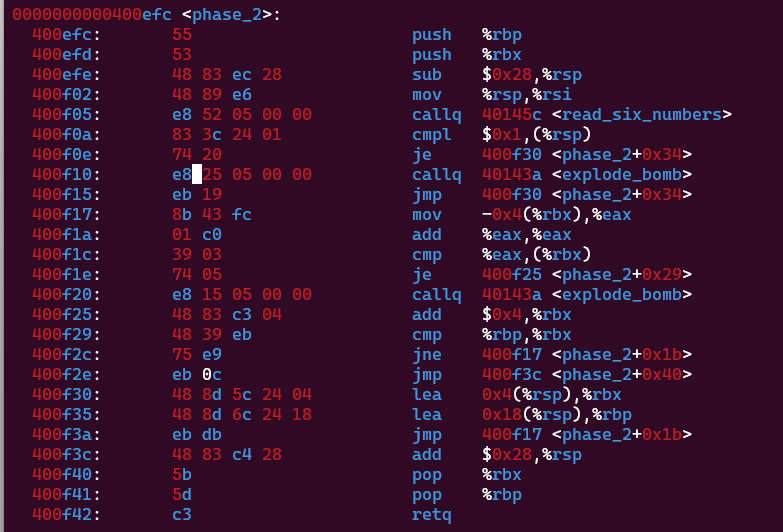 0000000000400efc <phase_2>:
400efc: 55 push %rbp
400efd: 53 push %rbx
400efe: 48 83 ec 28 sub $0x28,%rsp
400f02: 48 89 e6 mov %rsp,%rsi
400f05: e8 52 05 00 00 callq 40145c <read_six_numbers>
400f0a: 83 3c 24 01 cmpl $0x1,(%rsp)
400f0e: 74 20 je 400f30 <phase_2+0x34>
400f10: e8 25 05 00 00 callq 40143a <explode_bomb>
400f15: eb 19 jmp 400f30 <phase_2+0x34>
400f17: 8b 43 fc mov -0x4(%rbx),%eax
400f1a: 01 c0 add %eax,%eax
400f1c: 39 03 cmp %eax,(%rbx)
400f1e: 74 05 je 400f25 <phase_2+0x29>
400f20: e8 15 05 00 00 callq 40143a <explode_bomb>
400f25: 48 83 c3 04 add $0x4,%rbx
400f29: 48 39 eb cmp %rbp,%rbx
400f2c: 75 e9 jne 400f17 <phase_2+0x1b>
400f2e: eb 0c jmp 400f3c <phase_2+0x40>
400f30: 48 8d 5c 24 04 lea 0x4(%rsp),%rbx
400f35: 48 8d 6c 24 18 lea 0x18(%rsp),%rbp
400f3a: eb db jmp 400f17 <phase_2+0x1b>
400f3c: 48 83 c4 28 add $0x28,%rsp
400f40: 5b pop %rbx
400f41: 5d pop %rbp
400f42: c3 retq